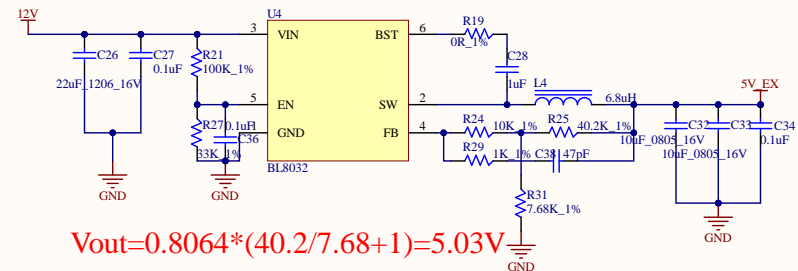 12V
U4
3 VIN
BST 6
R19
0R_1%
C26
22uF_1206_16V
C27
0.1uF
R21
100K_1%
C28
1uF
L4
6.8uH
5V_EX
5 EN
SW 2
R27
33K_1%
0.1uF
C36
1 GND
FB 4
R24
10K_1%
R25
40.2K_1%
R29
1K_1%
C38
47pF
C32
10uF_0805_16V
C33
10uF_0805_16V
C34
0.1uF
BL8032
R31
7.68K_1%
GND
GND
GND
GND
Vout=0.8064*(40.2/7.68+1)=5.03V